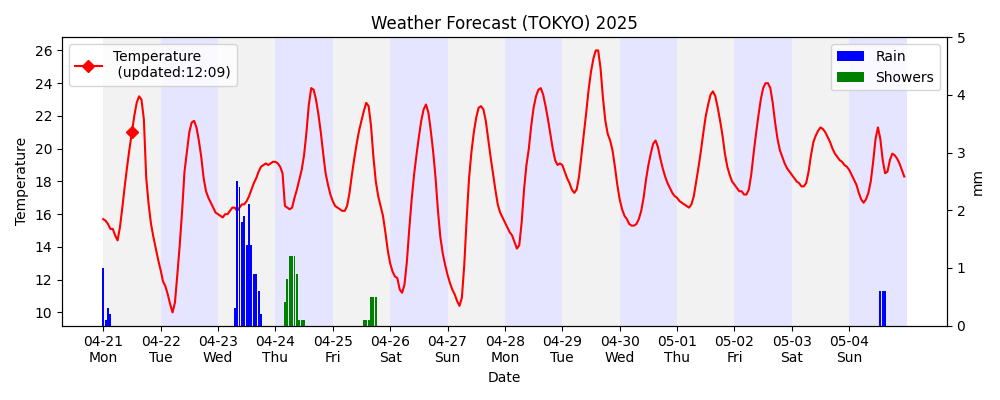 Weather Forecast (TOKYO) 2025
Temperature
(updated:12:09)
Rain
Showers
26
24
22
20
18
16
14
12
10
Temperature
5
4
3
2
1
0
mm
04-21 04-22 04-23 04-24 04-25 04-26 04-27 04-28 04-29 04-30 05-01 05-02 05-03 05-04
Mon Tue Wed Thu Fri Sat Sun Mon Tue Wed Thu Fri Sat Sun
Date